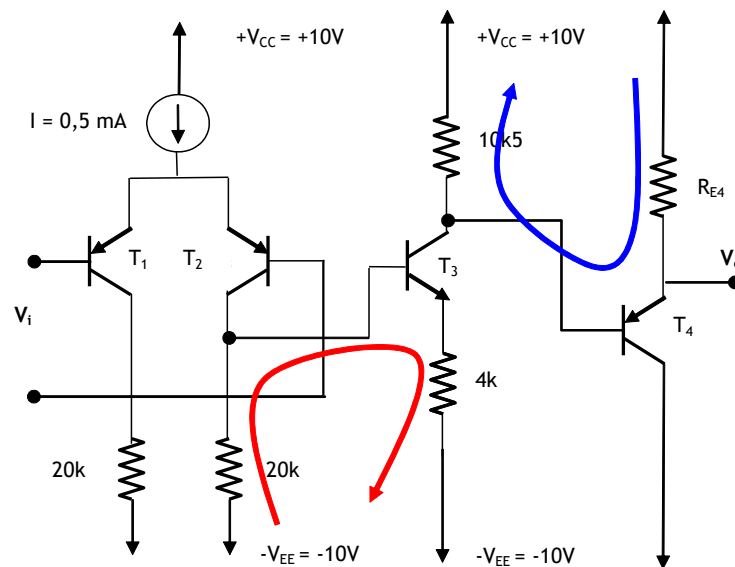 +V_CC = +10V
+V_CC = +10V
I = 0,5 mA
10k5
R_E4
T_1
T_2
T_3
V_i
T_4
4k
20k
20k
-V_EE = -10V
-V_EE = -10V